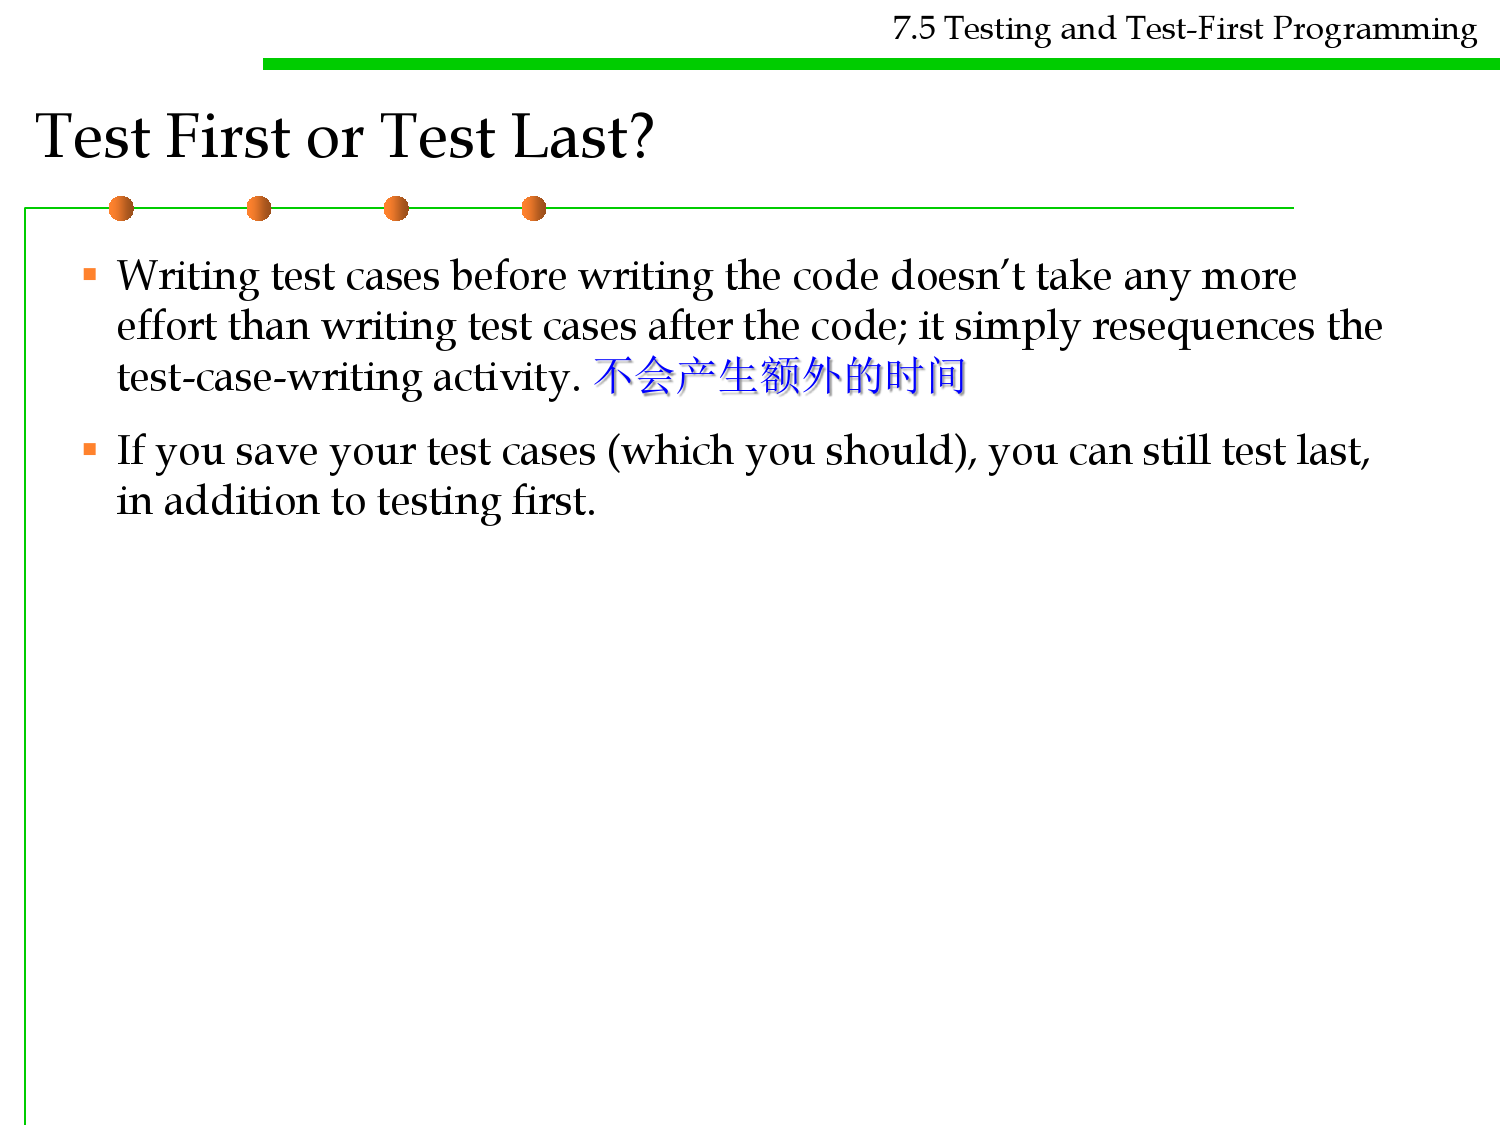 7.5 Testing and Test-First Programming
Test First or Test Last?
Writing test cases before writing the code doesn’t take any more
effort than writing test cases after the code; it simply resequences the
test-case-writing activity. 不会产生额外的时间
If you save your test cases (which you should), you can still test last,
in addition to testing first.